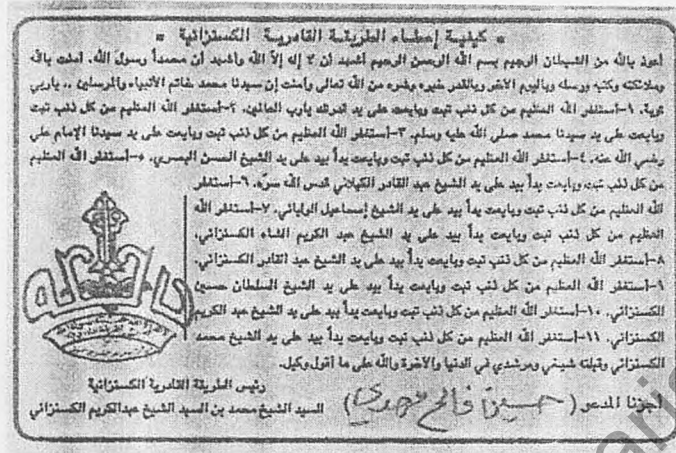 كيفية إعطاء الطريقة القادرية الكسنزانية
أعوذ بالله من الشيطان الرجيم بسم الله الرحمن الرحيم أشهد أن لا إله إلاّ الله وأشهد أن محمداً رسول الله. آمنت بالله
وملائكته وكتبه ورسله وباليوم الآخر وبالقدر خيره وشره من الله تعالى وآمنت إن سيدنا محمد خاتم الأنبياء والمرسلين .. ياربي
توبة. ١-أستغفر الله العظيم من كل ذنب تبت وبايعت على يد قدرتك يارب العالمين. ٢-أستغفر الله العظيم من كل ذنب تبت
وبايعت على يد سيدنا محمد صلى الله عليه وسلم. ٣-أستغفر الله العظيم من كل ذنب تبت وبايعت على يد سيدنا الإمام علي
رضي الله عنه. ٤-أستغفر الله العظيم من كل ذنب تبت وبايعت يداً بيد على يد الشيخ الحسن البصري. ٥-أستغفر الله العظيم
من كل ذنب تبت وبايعت يداً بيد على يد الشيخ عبد القادر الكيلاني قدس الله سرّه. ٦-أستغفر
الله العظيم من كل ذنب تبت وبايعت يداً بيد على يد الشيخ إسماعيل الولياني. ٧-أستغفر الله
العظيم من كل ذنب تبت وبايعت يداً بيد على يد الشيخ عبد الكريم الشاه الكسنزاني.
٨-أستغفر الله العظيم من كل ذنب تبت وبايعت يداً بيد على يد الشيخ عبد القادر الكسنزاني.
٩-أستغفر الله العظيم من كل ذنب تبت وبايعت يداً بيد على يد الشيخ السلطان حسين
الكسنزاني. ١٠-أستغفر الله العظيم من كل ذنب تبت وبايعت يداً بيد على يد الشيخ عبد الكريم
الكسنزاني. ١١-أستغفر الله العظيم من كل ذنب تبت وبايعت يداً بيد على يد الشيخ محمد
الكسنزاني وقبلته شيخي ومرشدي في الدنيا والآخرة والله على ما أقول وكيل.
رئيس الطريقة القادرية الكسنزانية
أجزنا المدعو ( حسين فالح مهدي ) السيد الشيخ محمد بن السيد الشيخ عبدالكريم الكسنزاني